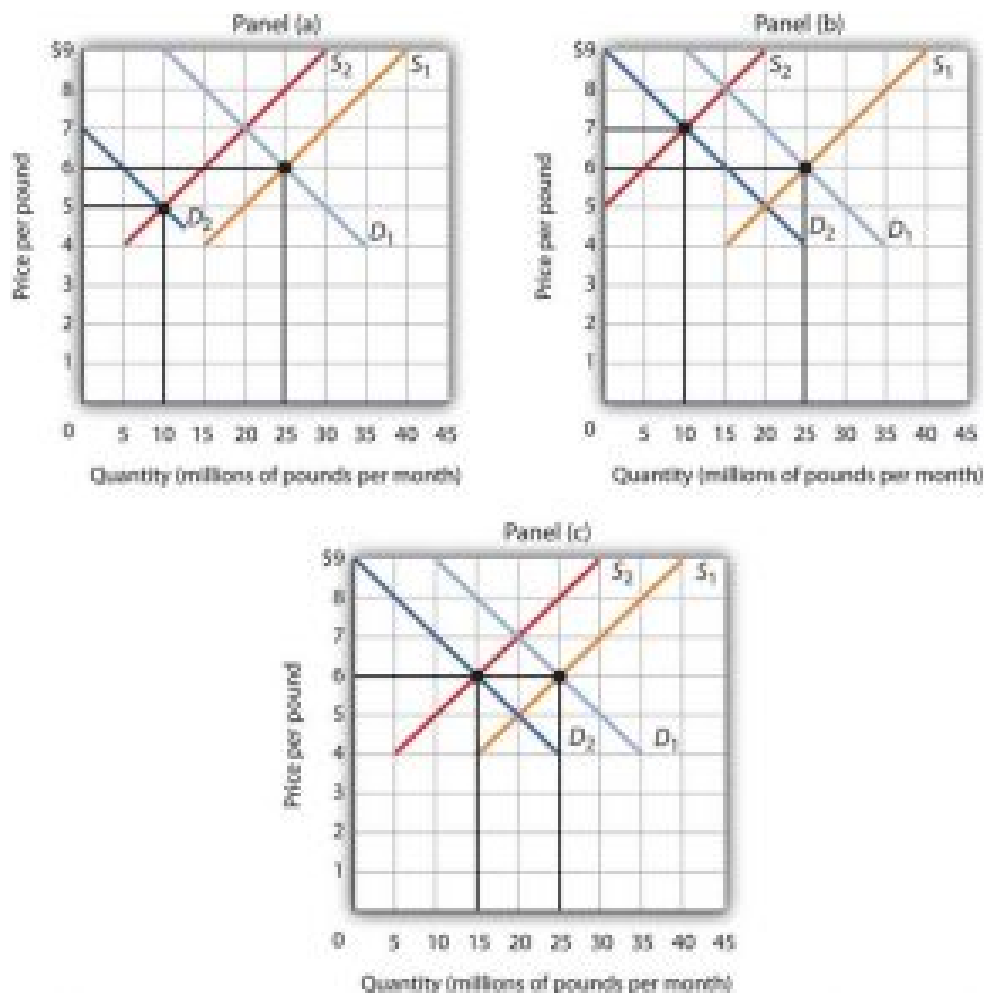 Panel (a)
$9
8
7
6
5
4
3
2
1
0
5 10 15 20 25 30 35 40 45
Price per pound
Quantity (millions of pounds per month)
S2
S1
D2
D1
Panel (b)
$9
8
7
6
5
4
3
2
1
0
5 10 15 20 25 30 35 40 45
Price per pound
Quantity (millions of pounds per month)
S2
S1
D2
D1
Panel (c)
$9
8
7
6
5
4
3
2
1
0
5 10 15 20 25 30 35 40 45
Price per pound
Quantity (millions of pounds per month)
S2
S1
D2
D1